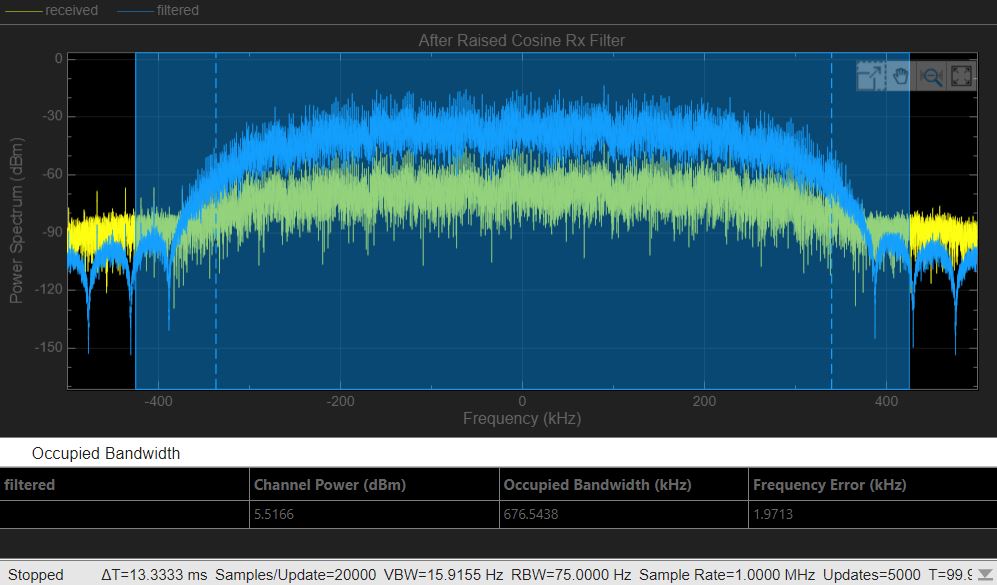 received filtered
After Raised Cosine Rx Filter
0
-30
-60
-90
-120
-150
Power Spectrum (dBm)
-400 -200 0 200 400
Frequency (kHz)
Occupied Bandwidth
filtered Channel Power (dBm) Occupied Bandwidth (kHz) Frequency Error (kHz)
5.5166 676.5438 1.9713
Stopped ΔT=13.3333 ms Samples/Update=20000 VBW=15.9155 Hz RBW=75.0000 Hz Sample Rate=1.0000 MHz Updates=5000 T=99.9